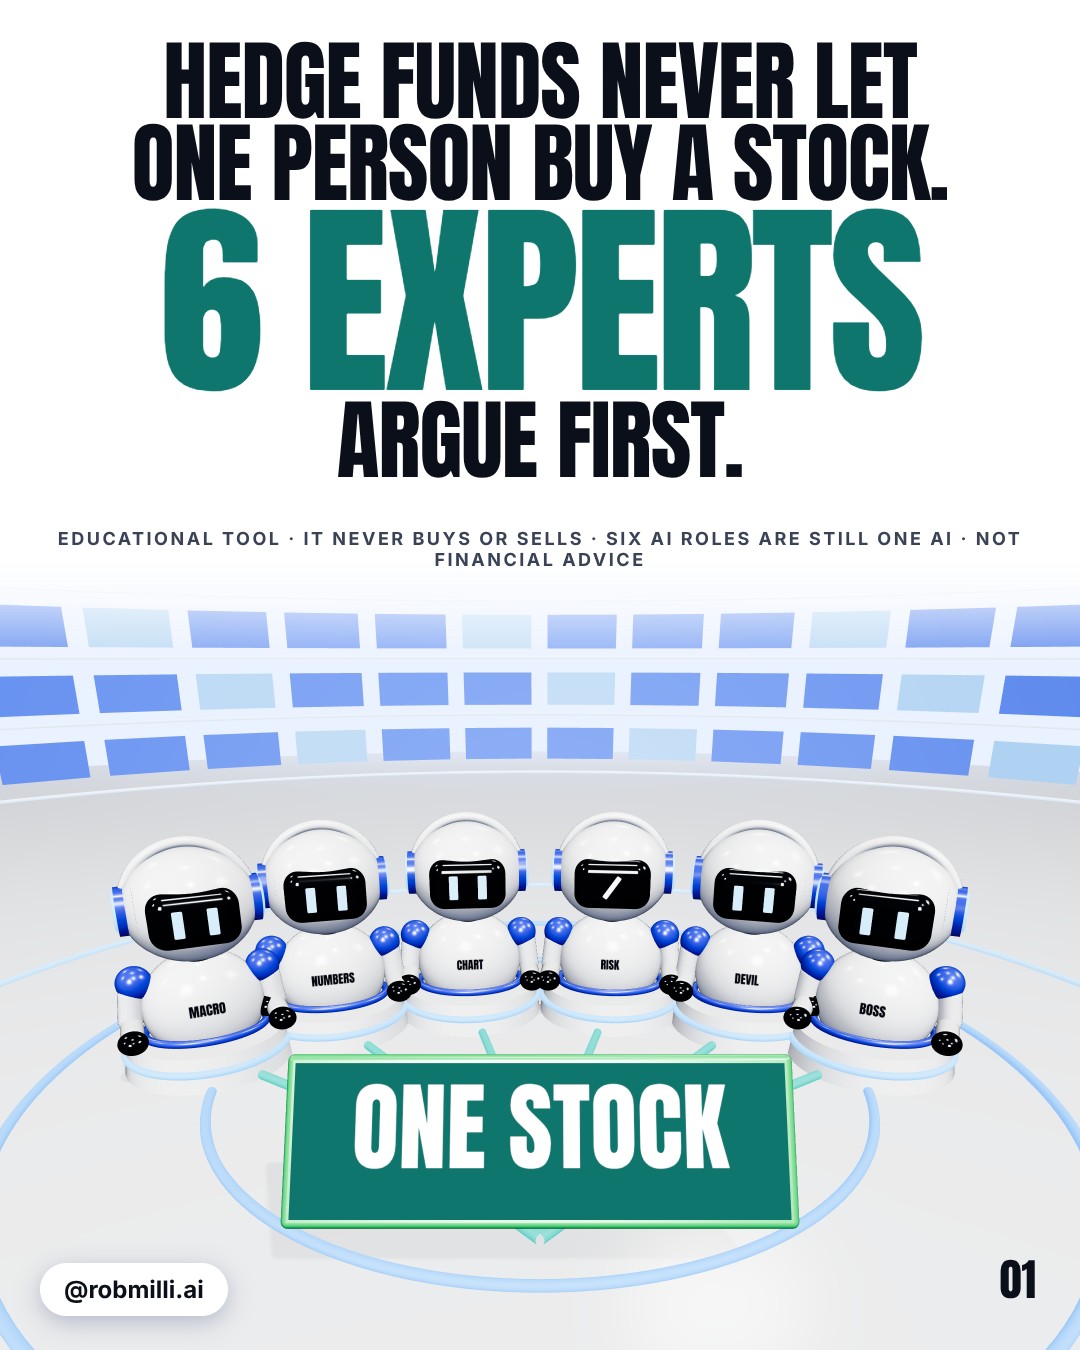 HEDGE FUNDS NEVER LET
ONE PERSON BUY A STOCK.
6 EXPERTS
ARGUE FIRST.
EDUCATIONAL TOOL · IT NEVER BUYS OR SELLS · SIX AI ROLES ARE STILL ONE AI · NOT
FINANCIAL ADVICE
MACRO
NUMBERS
CHART
RISK
DEVIL
BOSS
ONE STOCK
@robmilli.ai
01